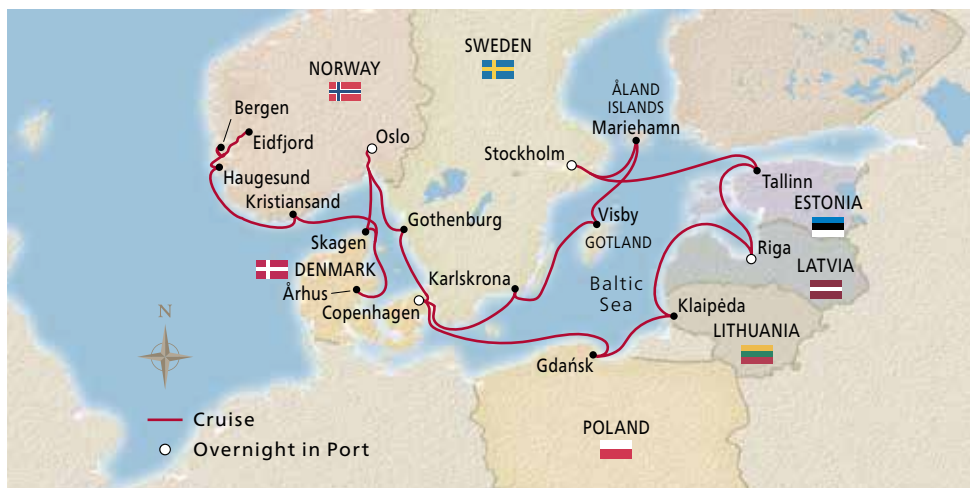 SWEDEN
NORWAY
ÅLAND
ISLANDS
Mariehamn
Bergen
Eidfjord
Oslo
Stockholm
Haugesund
Tallinn
Kristiansand
ESTONIA
Gothenburg
Visby
Skagen
GOTLAND
Riga
DENMARK
LATVIA
Karlskrona
Baltic
Sea
Århus
Copenhagen
Klaipėda
LITHUANIA
N
Gdańsk
Cruise
POLAND
Overnight in Port